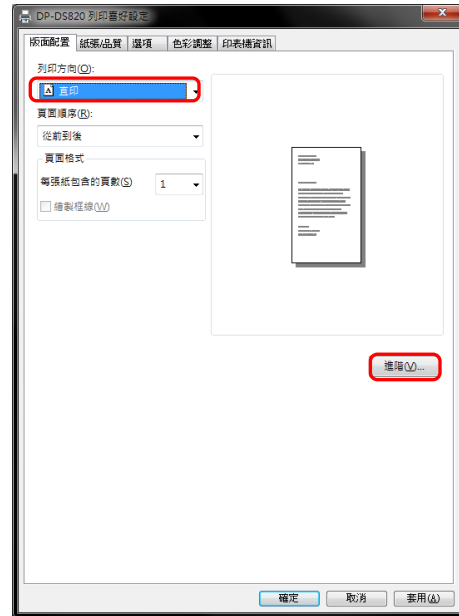 DP-DS820 列印喜好設定
版面配置 紙張/品質 選項 色彩調整 印表機資訊
列印方向(O):
A 直印
頁面順序(R):
從前到後
頁面格式
每張紙包含的頁數(S) 1
繪製框線(W)
進階(V)...
確定 取消 套用(A)